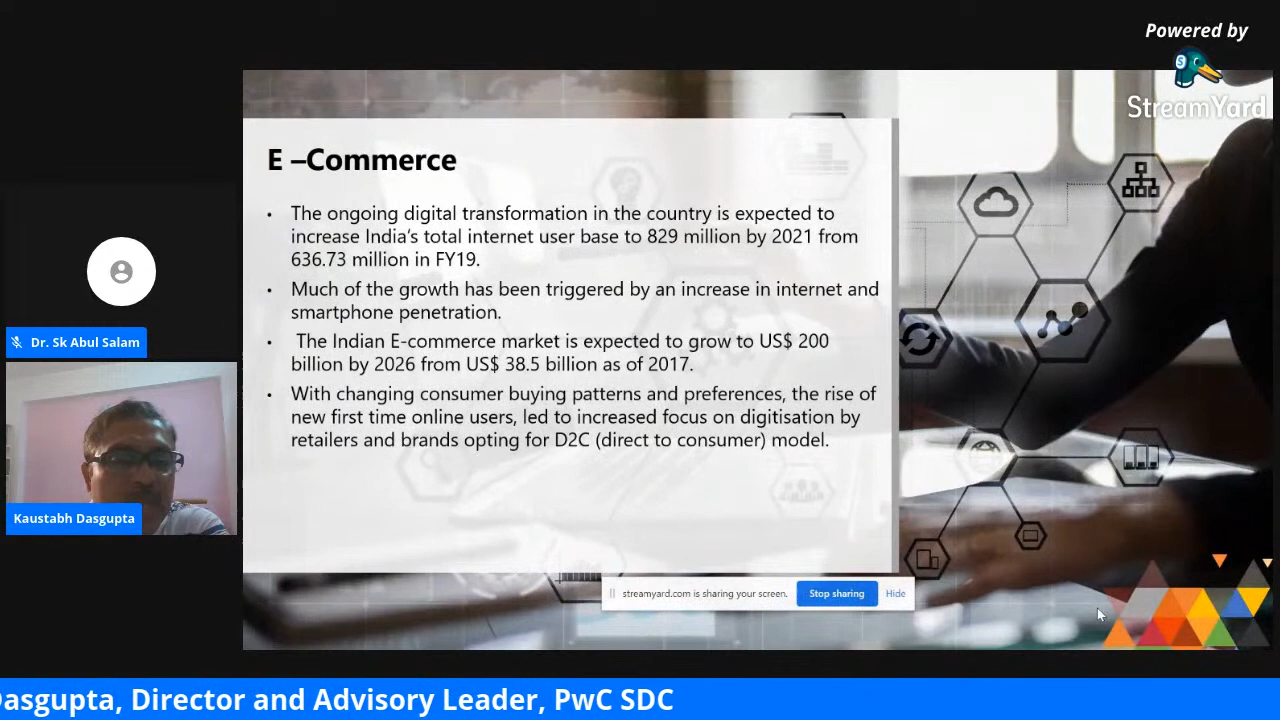 Powered by
StreamYard
E –Commerce
• The ongoing digital transformation in the country is expected to
increase India's total internet user base to 829 million by 2021 from
636.73 million in FY19.
• Much of the growth has been triggered by an increase in internet and
smartphone penetration.
• The Indian E-commerce market is expected to grow to US$ 200
billion by 2026 from US$ 38.5 billion as of 2017.
• With changing consumer buying patterns and preferences, the rise of
new first time online users, led to increased focus on digitisation by
retailers and brands opting for D2C (direct to consumer) model.
Dr. Sk Abul Salam
Kaustabh Dasgupta
streamyard.com is sharing your screen.
Stop sharing
Hide
Dasgupta, Director and Advisory Leader, PwC SDC